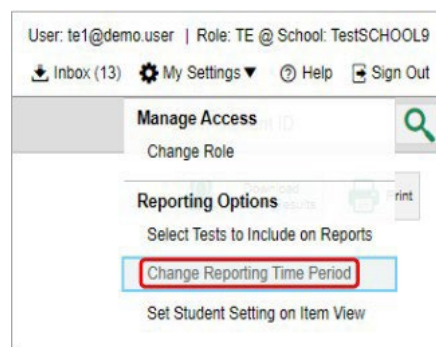 User: te1@demo.user | Role: TE @ School: TestSCHOOL9
Inbox (13) My Settings▼ Help Sign Out
Manage Access
Change Role
Reporting Options
Select Tests to Include on Reports
Change Reporting Time Period
Set Student Setting on Item View